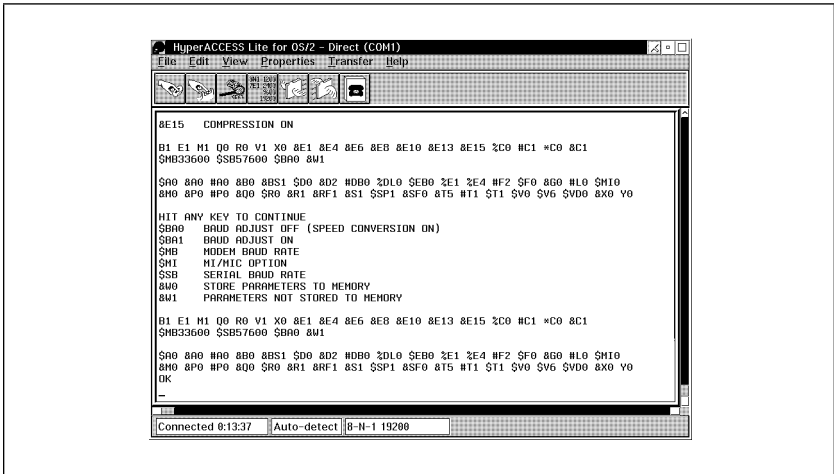 HyperACCESS Lite for OS/2 - Direct (COM1)
File Edit View Properties Transfer Help
&E15 COMPRESSION ON
B1 E1 M1 Q0 R0 V1 X0 &E1 &E4 &E6 &E8 &E10 &E13 &E15 %C0 #C1 *C0 &C1
$MB33600 $SB57600 $BA0 &W1
$A0 &A0 #A0 &B0 &BS1 $D0 &D2 #DB0 %DL0 $EB0 %E1 %E4 #F2 $F0 &G0 #L0 $MI0
&M0 &P0 #P0 &Q0 $R0 &R1 &RF1 &S1 $SP1 &SF0 &T5 #T1 $T1 $V0 $V6 $VD0 &X0 Y0
HIT ANY KEY TO CONTINUE
$BA0 BAUD ADJUST OFF (SPEED CONVERSION ON)
$BA1 BAUD ADJUST ON
$MB MODEM BAUD RATE
$MI MI/MIC OPTION
$SB SERIAL BAUD RATE
&W0 STORE PARAMETERS TO MEMORY
&W1 PARAMETERS NOT STORED TO MEMORY
B1 E1 M1 Q0 R0 V1 X0 &E1 &E4 &E6 &E8 &E10 &E13 &E15 %C0 #C1 *C0 &C1
$MB33600 $SB57600 $BA0 &W1
$A0 &A0 #A0 &B0 &BS1 $D0 &D2 #DB0 %DL0 $EB0 %E1 %E4 #F2 $F0 &G0 #L0 $MI0
&M0 &P0 #P0 &Q0 $R0 &R1 &RF1 &S1 $SP1 &SF0 &T5 #T1 $T1 $V0 $V6 $VD0 &X0 Y0
OK
_
Connected 0:13:37 Auto-detect 8-N-1 19200